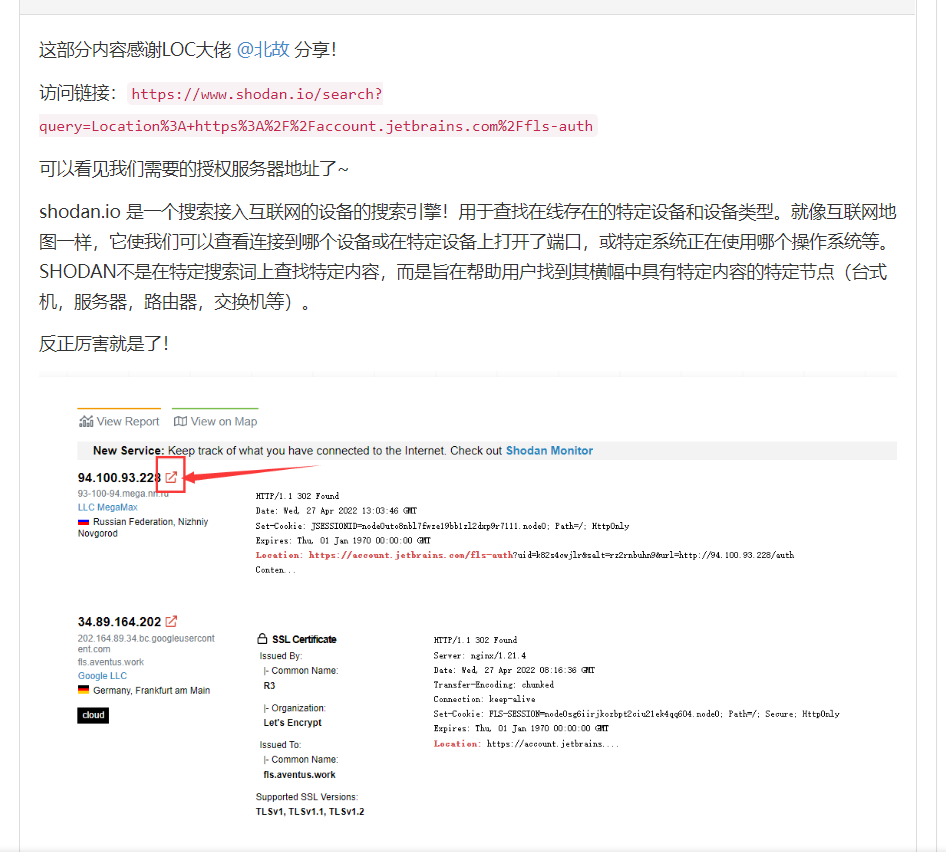 这部分内容感谢LOC大佬 @北故 分享！
访问链接： https://www.shodan.io/search?
query=Location%3A+https%3A%2F%2Faccount.jetbrains.com%2Ffls-auth
可以看见我们需要的授权服务器地址了~
shodan.io 是一个搜索接入互联网的设备的搜索引擎！用于查找在线存在的特定设备和设备类型。就像互联网地
图一样，它使我们可以查看连接到哪个设备或在特定设备上打开了端口，或特定系统正在使用哪个操作系统等。
SHODAN不是在特定搜索词上查找特定内容，而是旨在帮助用户找到其横幅中具有特定内容的特定节点（台式
机，服务器，路由器，交换机等）。
反正厉害就是了！
View Report View on Map
New Service: Keep track of what you have connected to the Internet. Check out Shodan Monitor
94.100.93.228
93-100-94.mega.nn.ru
LLC MegaMax
Russian Federation, Nizhniy
Novgorod
HTTP/1.1 302 Found
Date: Wed, 27 Apr 2022 13:03:46 GMT
Set-Cookie: JSESSIONID=node0uto8nbl7fwze19bb1zl2dxp9r7111.node0; Path=/; HttpOnly
Expires: Thu, 01 Jan 1970 00:00:00 GMT
Location: https://account.jetbrains.com/fls-auth?uid=k82s4cwjlr&salt=rz2rnbuhn9&url=http://94.100.93.228/auth
Conten...
34.89.164.202
202.164.89.34.bc.googleusercont
ent.com
fls.aventus.work
Google LLC
Germany, Frankfurt am Main
cloud
SSL Certificate
Issued By:
|- Common Name:
R3
|- Organization:
Let's Encrypt
Issued To:
|- Common Name:
fls.aventus.work
Supported SSL Versions:
TLSv1, TLSv1.1, TLSv1.2
HTTP/1.1 302 Found
Server: nginx/1.21.4
Date: Wed, 27 Apr 2022 08:16:36 GMT
Transfer-Encoding: chunked
Connection: keep-alive
Set-Cookie: FLS-SESSION=node0sg6iirjkozbpt2ciu21ek4qq604.node0; Path=/; Secure; HttpOnly
Expires: Thu, 01 Jan 1970 00:00:00 GMT
Location: https://account.jetbrains....